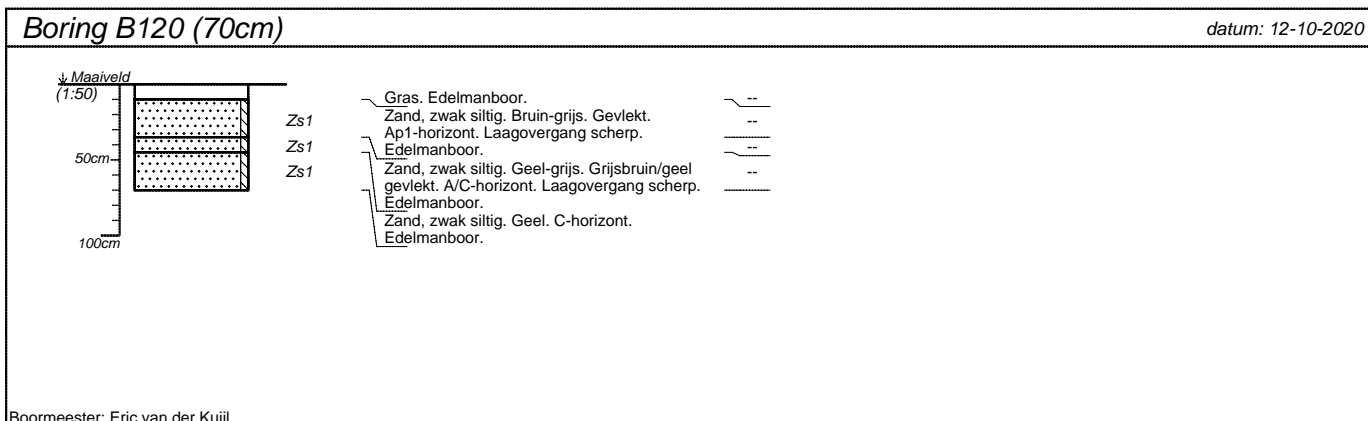 Boring B120 (70cm)
datum: 12-10-2020
Maaiveld
(1:50)
50cm
100cm
Zs1
Zs1
Zs1
Gras. Edelmanboor.
Zand, zwak siltig. Bruin-grijs. Gevlekt.
Ap1-horizont. Laagovergang scherp.
Edelmanboor.
Zand, zwak siltig. Geel-grijs. Grijsbruin/geel
gevlekt. A/C-horizont. Laagovergang scherp.
Edelmanboor.
Zand, zwak siltig. Geel. C-horizont.
Edelmanboor.
--
--
--
--
Boormeester: Eric van der Kuijl